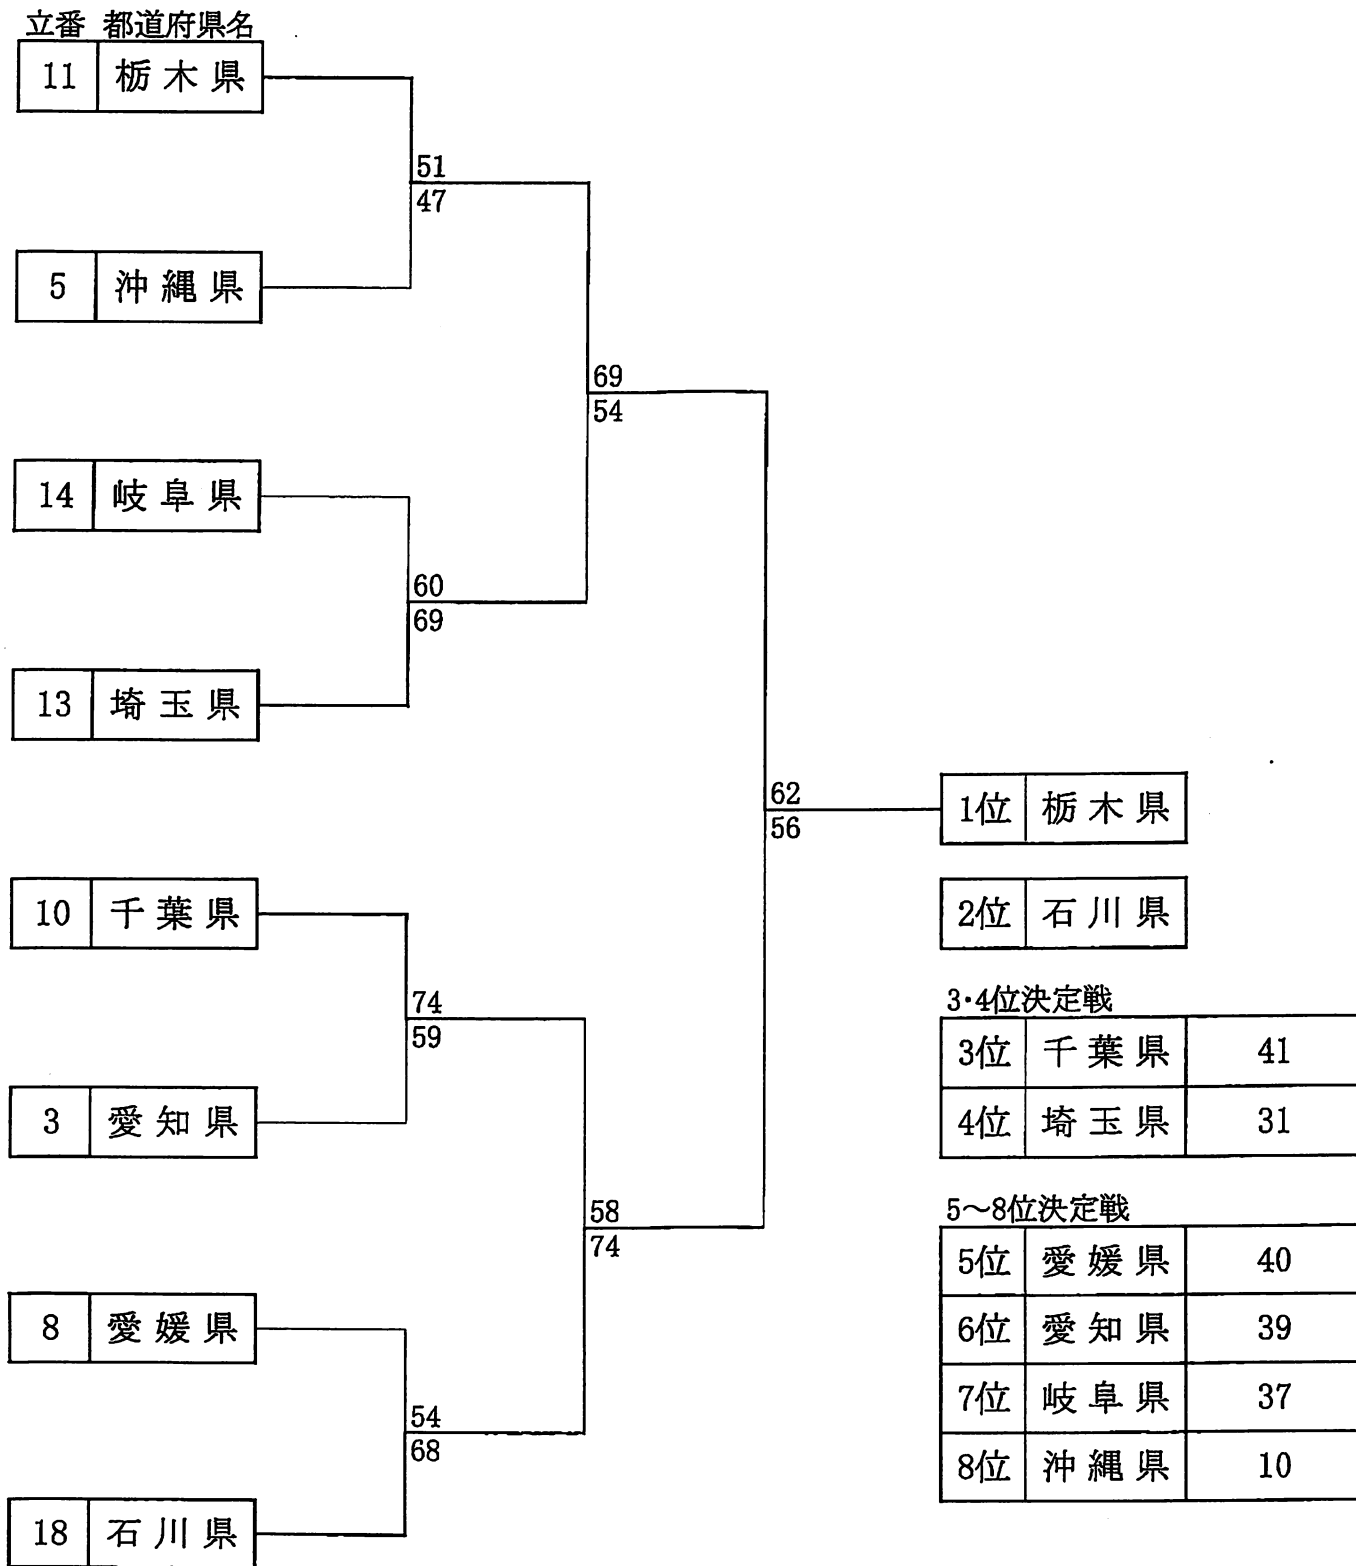 立番 都道府県名
11 栃木県
51
47
5 沖縄県
69
54
14 岐阜県
60
69
13 埼玉県
62
56
1位 栃木県
10 千葉県
2位 石川県
74
59
3・4位決定戦
3位 千葉県 41
4位 埼玉県 31
3 愛知県
58
74
5～8位決定戦
5位 愛媛県 40
6位 愛知県 39
7位 岐阜県 37
8位 沖縄県 10
8 愛媛県
54
68
18 石川県